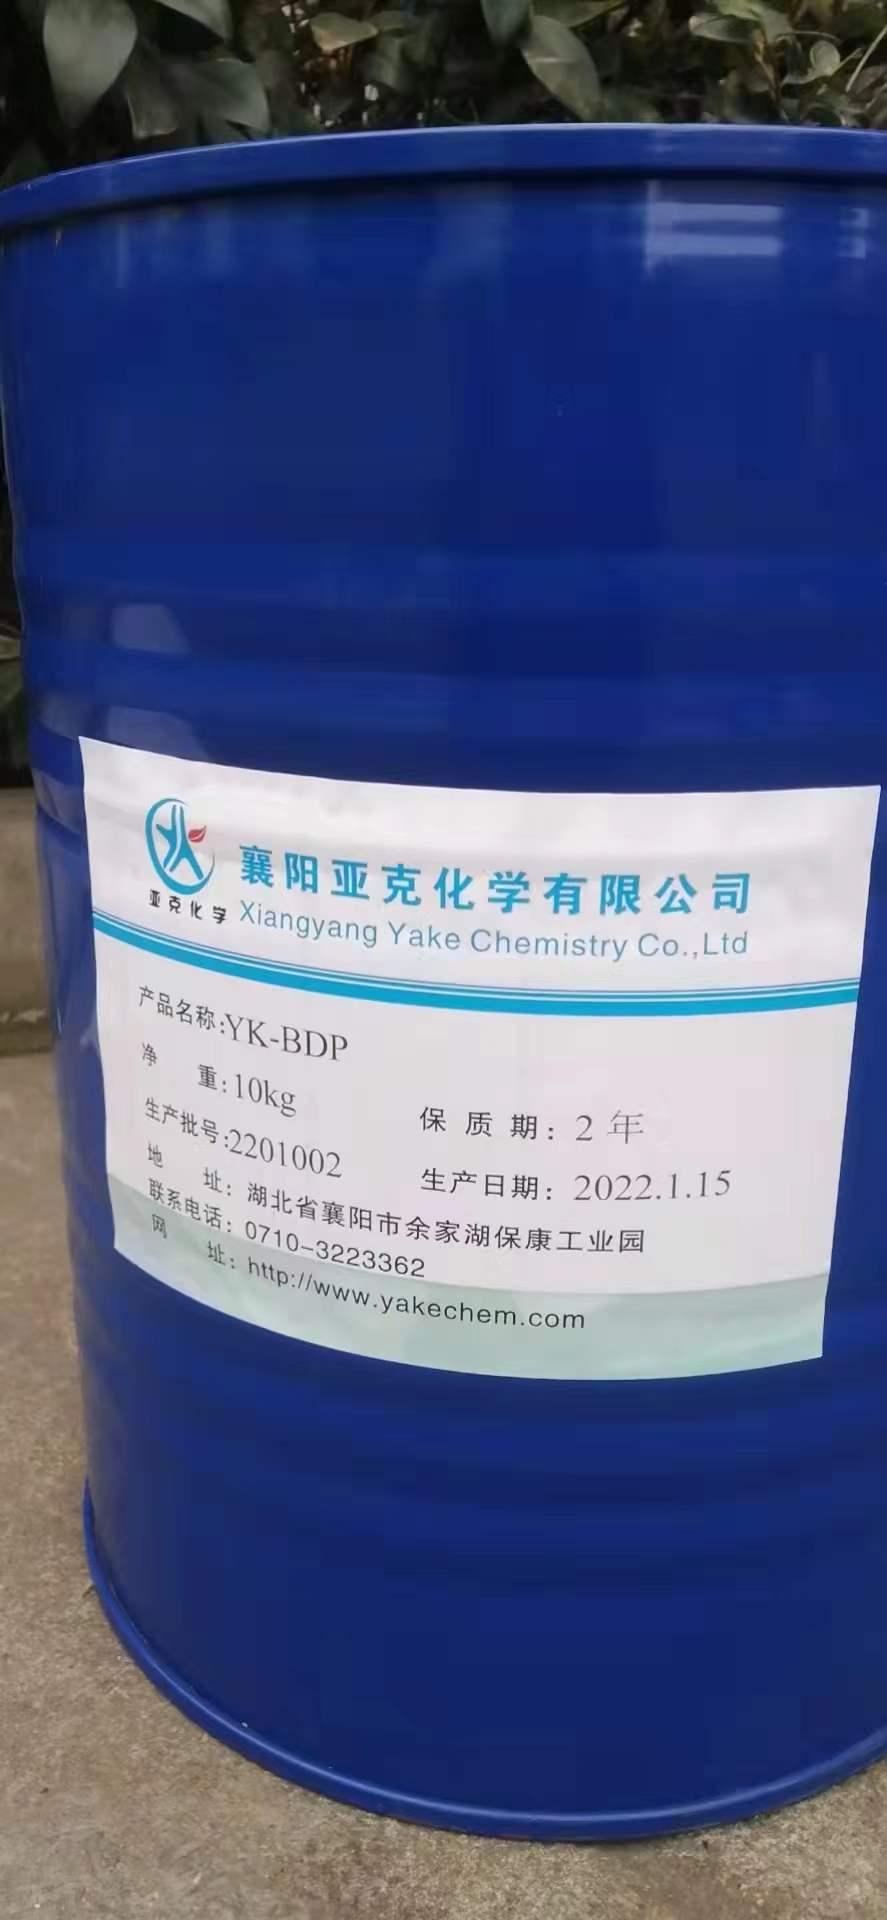 亚克化学
襄阳亚克化学有限公司
Xiangyang Yake Chemistry Co.,Ltd
产品名称:YK-BDP
净 重:10kg
保 质 期: 2 年
生产批号:2201002
生产日期: 2022.1.15
地 址: 湖北省襄阳市余家湖保康工业园
联系电话: 0710-3223362
网 址: http://www.yakechem.com